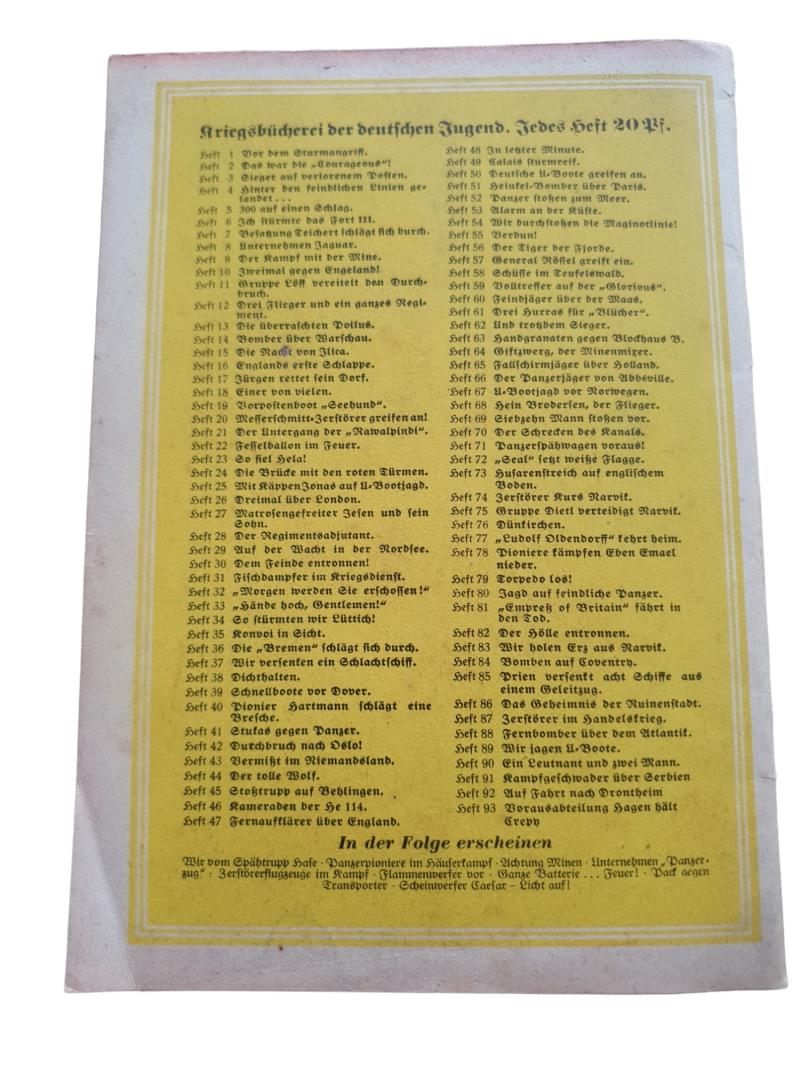 Kriegsbücherei der deutschen Jugend. Jedes Heft 20 Pf.
Heft 1 Vor dem Sturmangriff.
Heft 2 Das war die „Courageous“!
Heft 3 Sieger auf verlorenem Posten.
Heft 4 Hinter den feindlichen Linien ge-
landet ...
Heft 5 300 auf einen Schlag.
Heft 6 Ich stürmte das Fort III.
Heft 7 Besatzung Teichert schlägt sich durch.
Heft 8 Unternehmen Jaguar.
Heft 9 Der Kampf mit der Mine.
Heft 10 Zweimal gegen Engeland!
Heft 11 Gruppe Löff vereitelt den Durch-
bruch.
Heft 12 Drei Flieger und ein ganzes Regi-
ment.
Heft 13 Die überraschten Poilus.
Heft 14 Bomber über Warschau.
Heft 15 Die Nacht von Ilica.
Heft 16 Englands erste Schlappe.
Heft 17 Jürgen rettet sein Dorf.
Heft 18 Einer von vielen.
Heft 19 Vorpostenboot „Seehund“.
Heft 20 Messerschmitt-Zerstörer greifen an!
Heft 21 Der Untergang der „Rawalpindi“.
Heft 22 Fesselballon im Feuer.
Heft 23 So fiel Hela!
Heft 24 Die Brücke mit den roten Türmen.
Heft 25 Mit Käppen Jonas auf U-Bootjagd.
Heft 26 Dreimal über London.
Heft 27 Matrosengefreiter Jesen und sein
Sohn.
Heft 28 Der Regimentsadjutant.
Heft 29 Auf der Wacht in der Nordsee.
Heft 30 Dem Feinde entronnen!
Heft 31 Fischdampfer im Kriegsdienst.
Heft 32 „Morgen werden Sie erschossen!“
Heft 33 „Hände hoch, Gentlemen!“
Heft 34 So stürmten wir Lüttich!
Heft 35 Konvoi in Sicht.
Heft 36 Die „Bremen“ schlägt sich durch.
Heft 37 Wir versenken ein Schlachtschiff.
Heft 38 Dichthalten.
Heft 39 Schnellboote vor Dover.
Heft 40 Pionier Hartmann schlägt eine
Bresche.
Heft 41 Stukas gegen Panzer.
Heft 42 Durchbruch nach Oslo!
Heft 43 Vermißt im Niemandsland.
Heft 44 Der tolle Wolf.
Heft 45 Stoßtrupp auf Behlingen.
Heft 46 Kameraden der He 114.
Heft 47 Fernaufklärer über England.
Heft 48 In letzter Minute.
Heft 49 Calais sturmreif.
Heft 50 Deutsche U-Boote greifen an.
Heft 51 Heinkel-Bomber über Paris.
Heft 52 Panzer stoßen zum Meer.
Heft 53 Alarm an der Küste.
Heft 54 Wir durchstoßen die Maginotlinie!
Heft 55 Verdun!
Heft 56 Der Tiger der Fjorde.
Heft 57 General Rössel greift ein.
Heft 58 Schüsse im Teufelswald.
Heft 59 Volltreffer auf der „Glorious“.
Heft 60 Feindjäger über der Maas.
Heft 61 Drei Hurras für „Blücher“.
Heft 62 Und trotzdem Sieger.
Heft 63 Handgranaten gegen Blockhaus B.
Heft 64 Giftzwerg, der Minenmixer.
Heft 65 Fallschirmjäger über Holland.
Heft 66 Der Panzerjäger von Abbéville.
Heft 67 U-Bootjagd vor Norwegen.
Heft 68 Hein Brodersen, der Flieger.
Heft 69 Siebzehn Mann stoßen vor.
Heft 70 Der Schrecken des Kanals.
Heft 71 Panzerspähwagen voraus!
Heft 72 „Seal“ setzt weiße Flagge.
Heft 73 Husarenstreich auf englischem
Boden.
Heft 74 Zerstörer Kurs Narvik.
Heft 75 Gruppe Dietl verteidigt Narvik.
Heft 76 Dünkirchen.
Heft 77 „Ludolf Oldendorff“ kehrt heim.
Heft 78 Pioniere kämpfen Eben Emael
nieder.
Heft 79 Torpedo los!
Heft 80 Jagd auf feindliche Panzer.
Heft 81 „Empreß of Britain“ fährt in
den Tod.
Heft 82 Der Hölle entronnen.
Heft 83 Wir holen Erz aus Narvik.
Heft 84 Bomben auf Coventry.
Heft 85 Prien versenkt acht Schiffe aus
einem Geleitzug.
Heft 86 Das Geheimnis der Ruinenstadt.
Heft 87 Zerstörer im Handelskrieg.
Heft 88 Fernbomber über dem Atlantik.
Heft 89 Wir jagen U-Boote.
Heft 90 Ein Leutnant und zwei Mann.
Heft 91 Kampfgeschwader über Serbien
Heft 92 Auf Fahrt nach Drontheim
Heft 93 Vorausabteilung Hagen hält
Crepy
In der Folge erscheinen
Wir vom Spähtrupp Hase · Panzerpioniere im Häuserkampf · Achtung Minen · Unternehmen „Panzer-
zug“ : Zerstörerflugzeuge im Kampf · Flammenwerfer vor · Ganze Batterie ... Feuer! · Pack gegen
Transporter · Scheinwerfer Caesar – Licht auf!